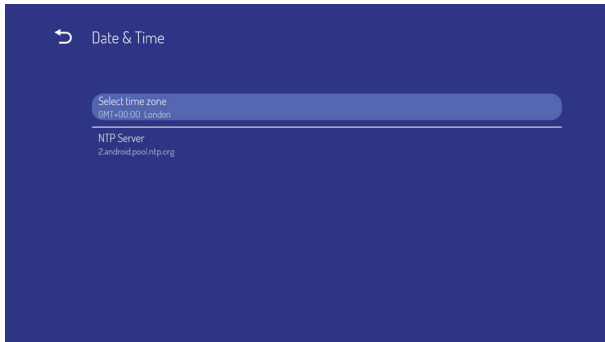 Date & Time
Select time zone
GMT+00:00 London
NTP Server
2.android.pool.ntp.org